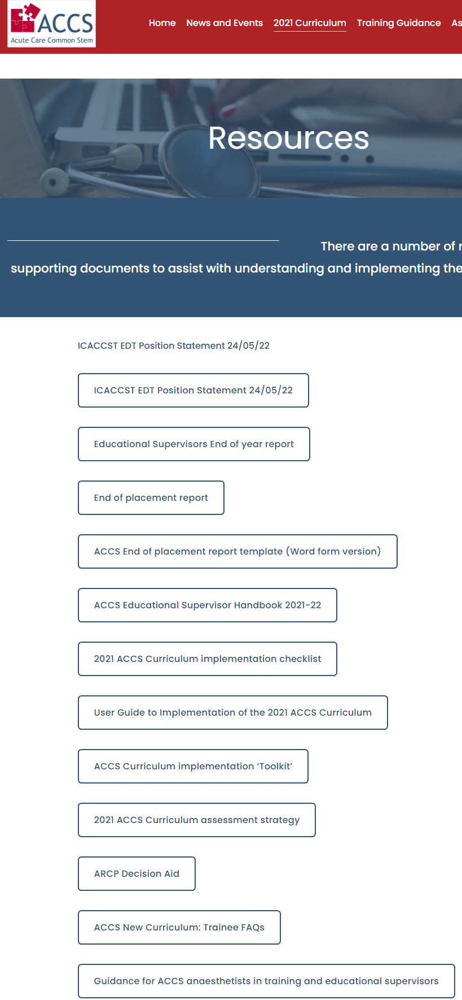 ACCS
Acute Care Common Stem
Home News and Events 2021 Curriculum Training Guidance As
Resources
There are a number of r
supporting documents to assist with understanding and implementing the
ICACCST EDT Position Statement 24/05/22
ICACCST EDT Position Statement 24/05/22
Educational Supervisors End of year report
End of placement report
ACCS End of placement report template (Word form version)
ACCS Educational Supervisor Handbook 2021-22
2021 ACCS Curriculum implementation checklist
User Guide to Implementation of the 2021 ACCS Curriculum
ACCS Curriculum implementation ‘Toolkit’
2021 ACCS Curriculum assessment strategy
ARCP Decision Aid
ACCS New Curriculum: Trainee FAQs
Guidance for ACCS anaesthetists in training and educational supervisors